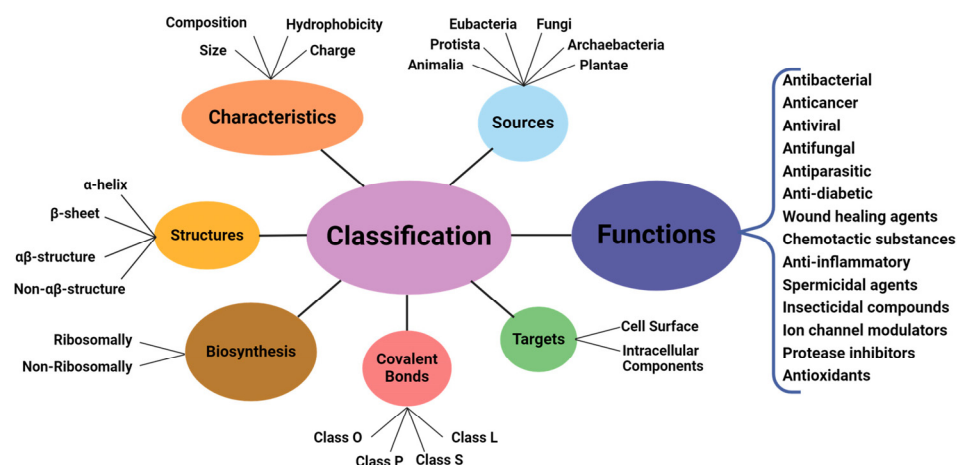 Composition
Hydrophobicity
Size
Charge
Characteristics
Eubacteria
Fungi
Protista
Archaebacteria
Animalia
Plantae
Sources
α-helix
β-sheet
αβ-structure
Non-αβ-structure
Structures
Classification
Functions
Antibacterial
Anticancer
Antiviral
Antifungal
Antiparasitic
Anti-diabetic
Wound healing agents
Chemotactic substances
Anti-inflammatory
Spermicidal agents
Insecticidal compounds
Ion channel modulators
Protease inhibitors
Antioxidants
Ribosomally
Non-Ribosomally
Biosynthesis
Covalent
Bonds
Class O
Class P
Class S
Class L
Targets
Cell Surface
Intracellular
Components